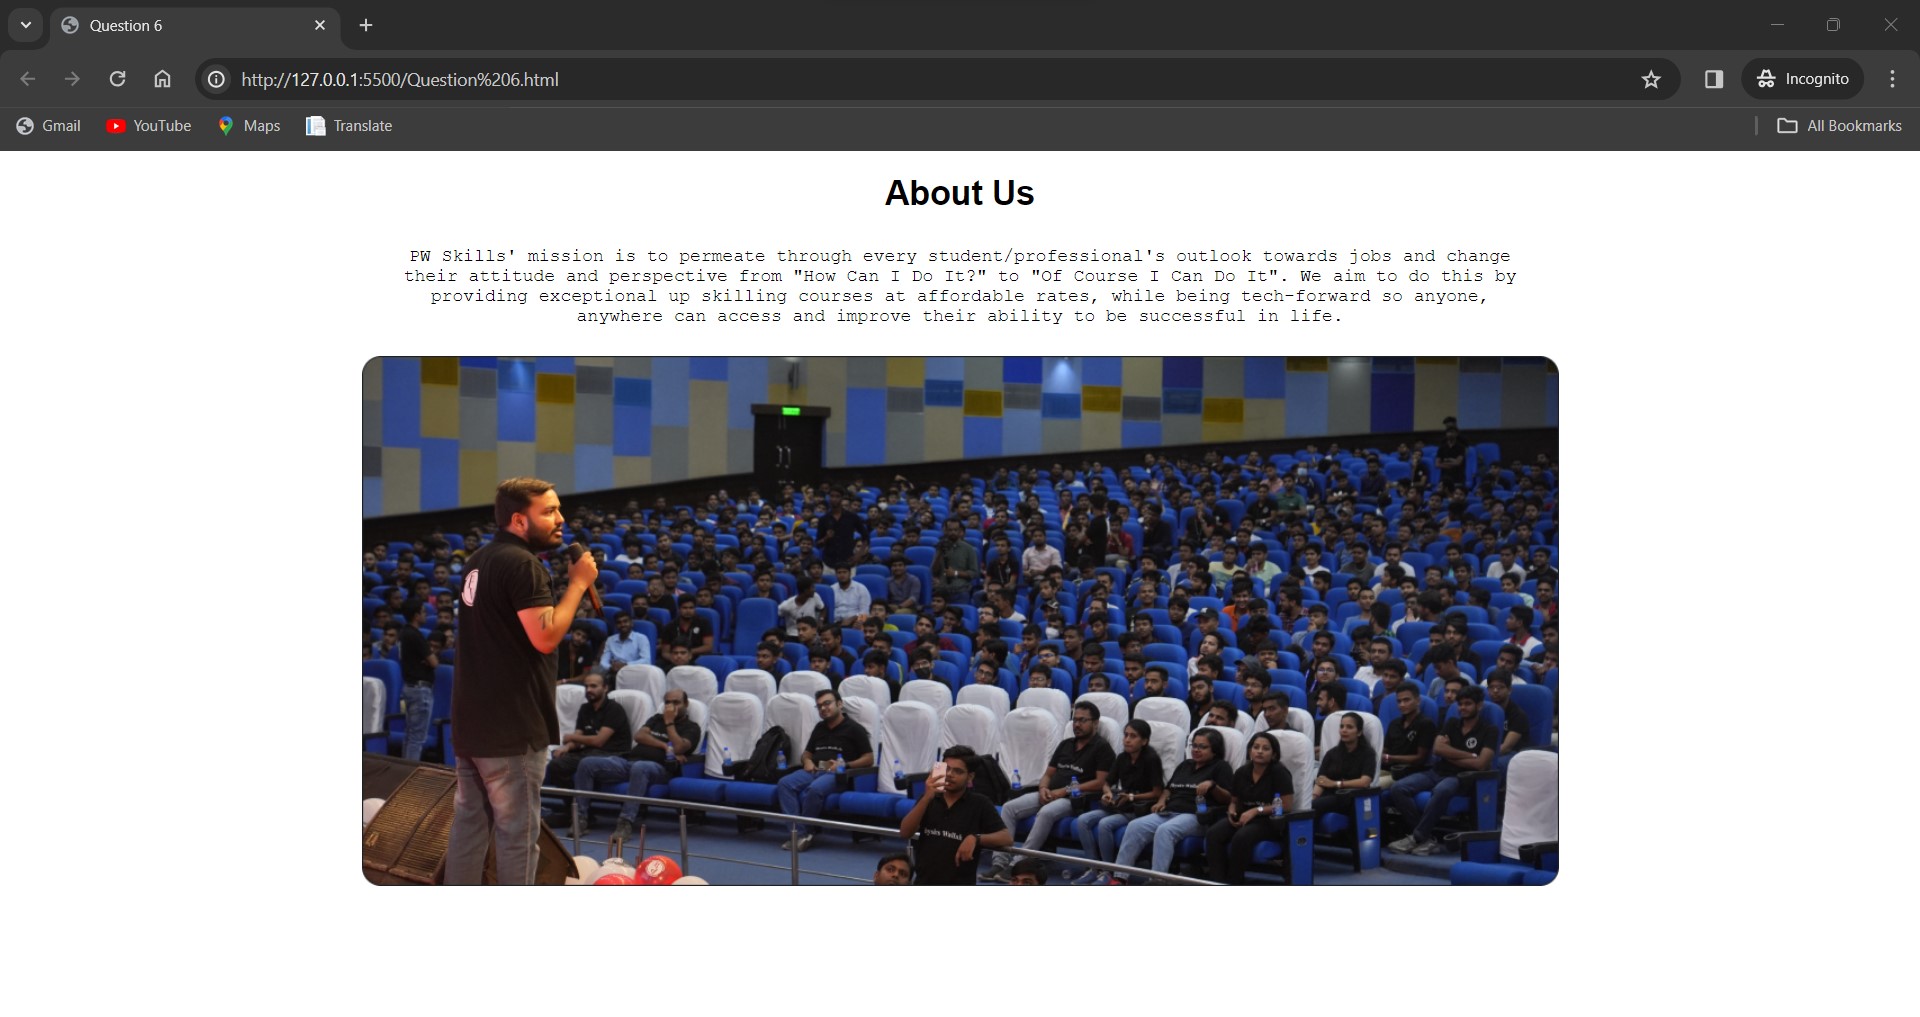 Question 6
http://127.0.0.1:5500/Question%206.html
Incognito
Gmail
YouTube
Maps
Translate
All Bookmarks
About Us
PW Skills' mission is to permeate through every student/professional's outlook towards jobs and change
their attitude and perspective from "How Can I Do It?" to "Of Course I Can Do It". We aim to do this by
providing exceptional up skilling courses at affordable rates, while being tech-forward so anyone,
anywhere can access and improve their ability to be successful in life.